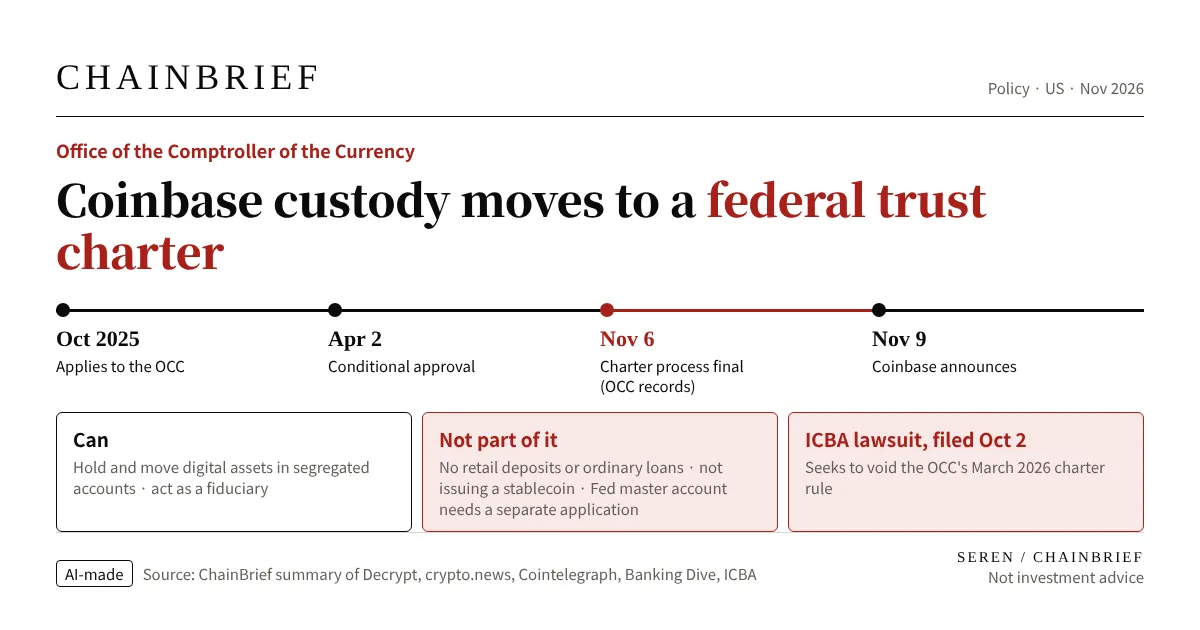 CHAINBRIEF
Policy · US · Nov 2026
Office of the Comptroller of the Currency
Coinbase custody moves to a federal trust
charter
Oct 2025
Applies to the OCC
Apr 2
Conditional approval
Nov 6
Charter process final
(OCC records)
Nov 9
Coinbase announces
Can
Hold and move digital assets in segregated
accounts · act as a fiduciary
Not part of it
No retail deposits or ordinary loans · not
issuing a stablecoin · Fed master account
needs a separate application
ICBA lawsuit, filed Oct 2
Seeks to void the OCC's March 2026 charter
rule
AI-made
Source: ChainBrief summary of Decrypt, crypto.news, Cointelegraph, Banking Dive, ICBA
SEREN / CHAINBRIEF
Not investment advice